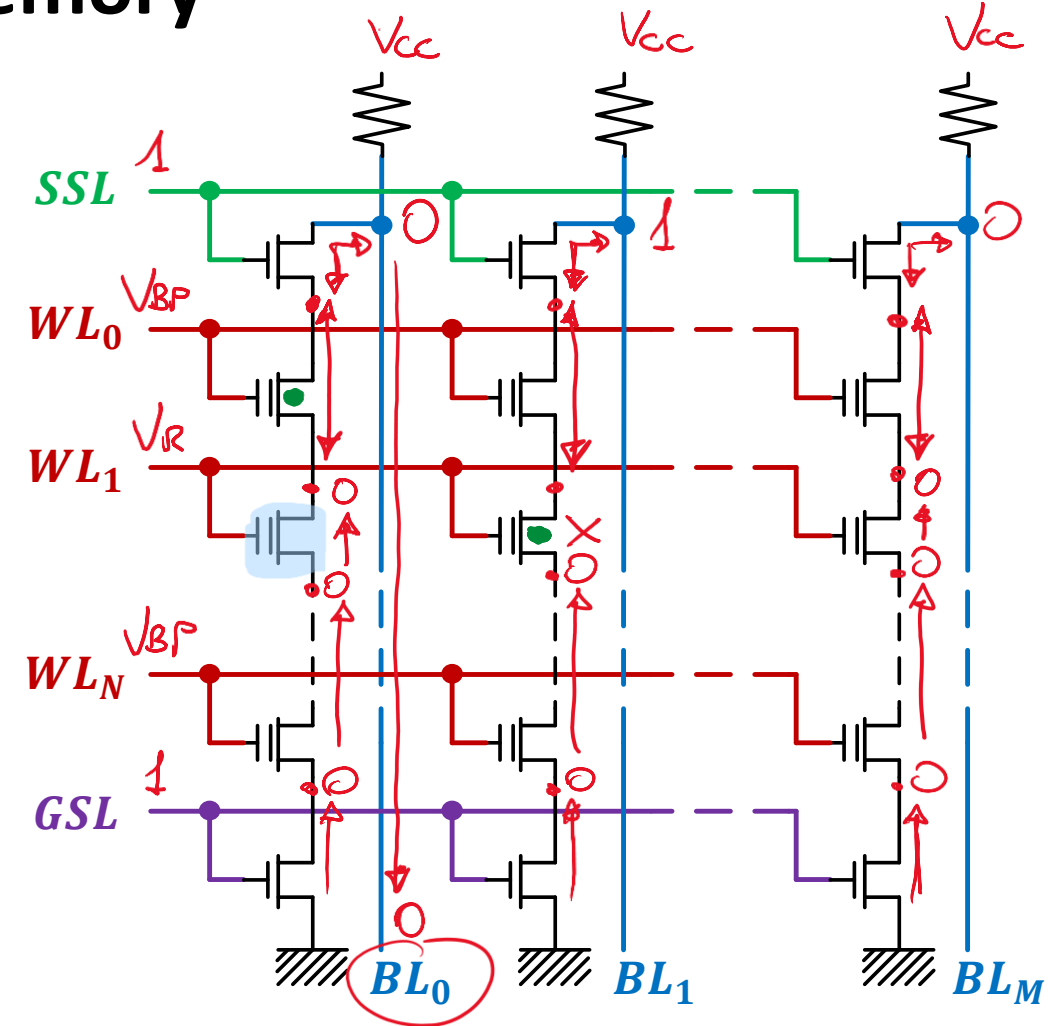 emory
Vcc Vcc Vcc
1
SSL
0 1 0
VBP
WL0
VR
WL1
0 0
X
0 0 0
VBP
WLN
1
0 0 0
GSL
0
BL0 BL1 BLM